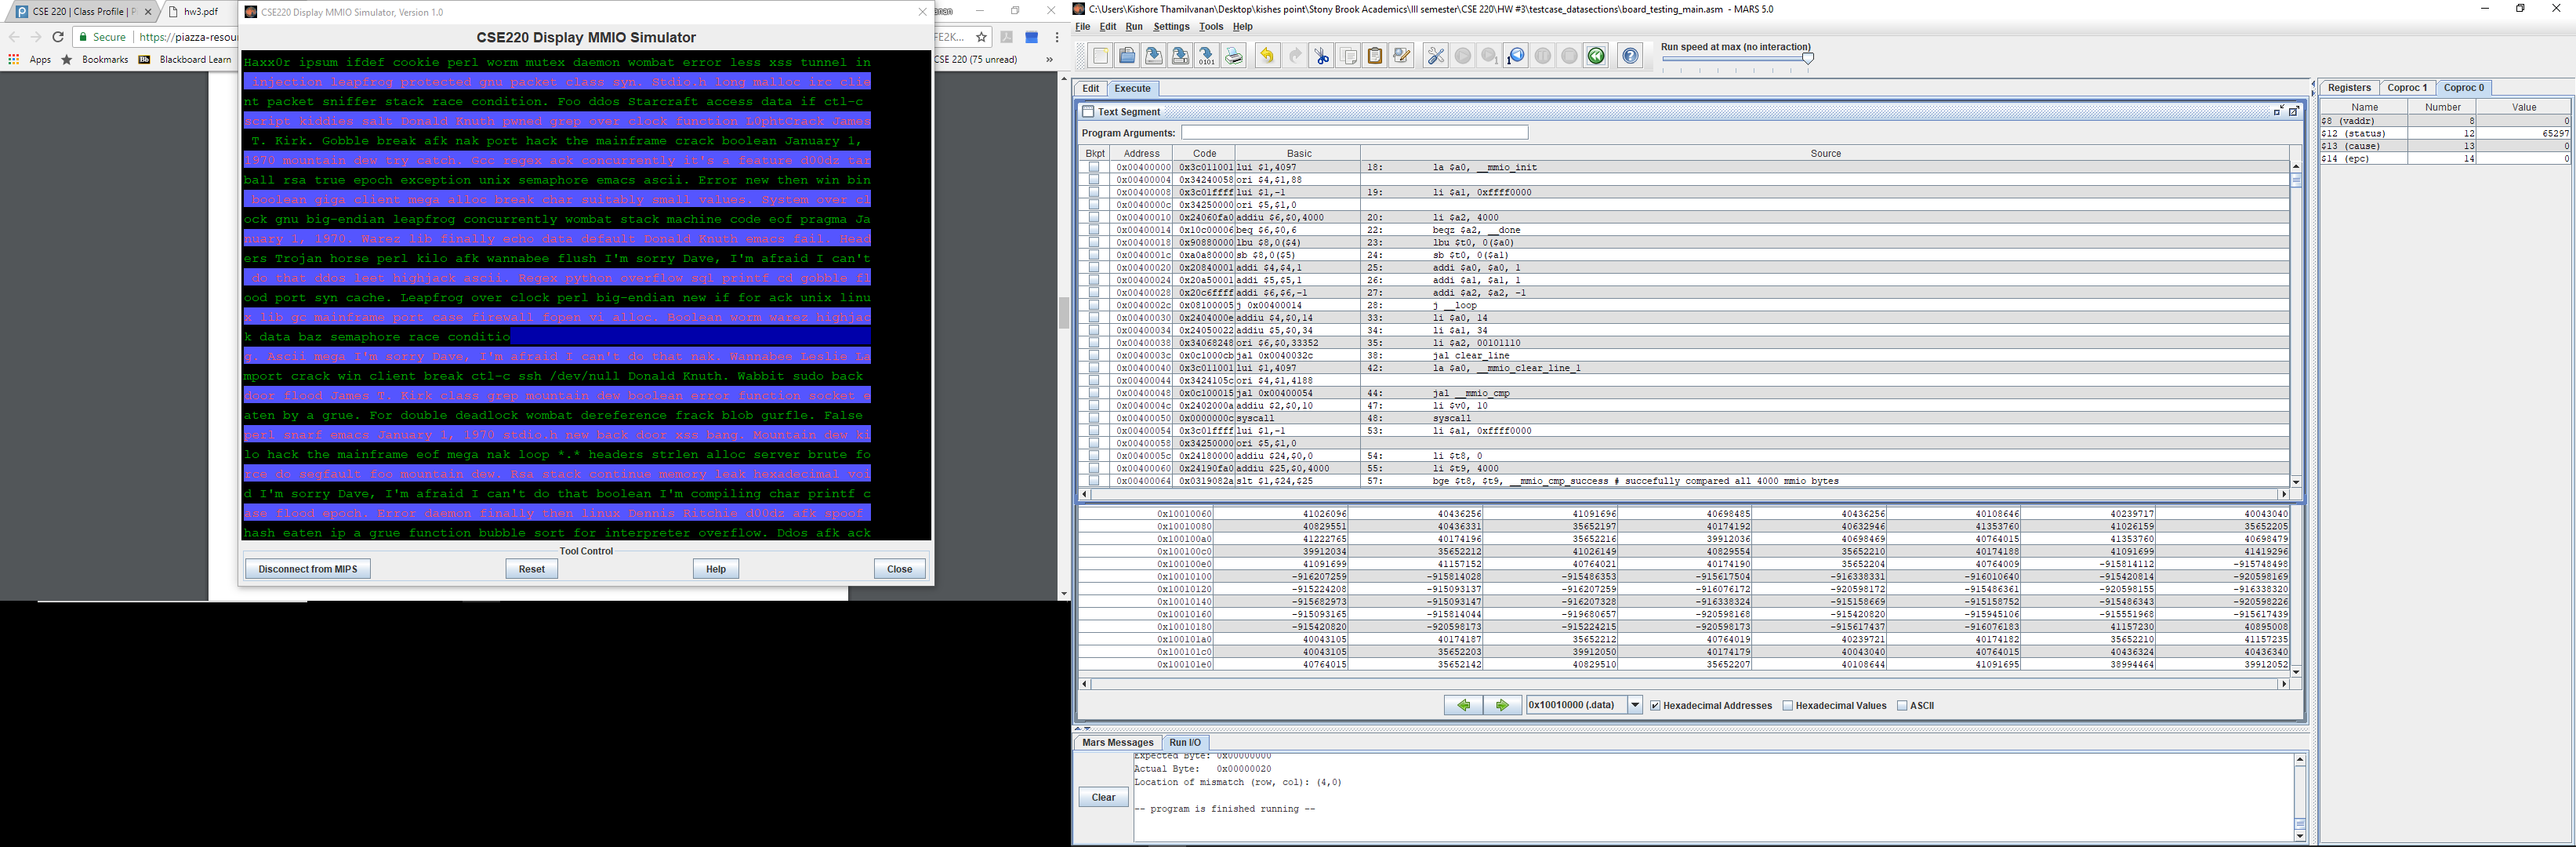 CSE 220 | Class Profile | P
hw3.pdf
Secure
https://piazza-resour
Apps
Bookmarks
Bb
Blackboard Learn
CSE 220 (75 unread)
»
CSE220 Display MMIO Simulator, Version 1.0
CSE220 Display MMIO Simulator
Haxx0r ipsum ifdef cookie perl worm mutex daemon wombat error less xss tunnel in
injection leapfrog protected gnu packet class syn. Stdio.h long malloc irc clie
nt packet sniffer stack race condition. Foo ddos Starcraft access data if ctl-c
script kiddies salt Donald Knuth pwned grep over clock function L0phtCrack James
T. Kirk. Gobble break afk nak port hack the mainframe crack boolean January 1,
1970 mountain dew try catch. Gcc regex ack concurrently it's a feature d00dz tar
ball rsa true epoch exception unix semaphore emacs ascii. Error new then win bin
boolean giga client mega alloc break char suitably small values. System over cl
ock gnu big-endian leapfrog concurrently wombat stack machine code eof pragma Ja
nuary 1, 1970. Warez lib finally echo data default Donald Knuth emacs fail. Head
ers Trojan horse perl kilo afk wannabee flush I'm sorry Dave, I'm afraid I can't
do that ddos leet highjack ascii. Regex python overflow sql printf cd gobble fl
ood port syn cache. Leapfrog over clock perl big-endian new if for ack unix linu
x lib gc mainframe port case firewall fopen vi alloc. Boolean worm warez highjac
k data baz semaphore race conditio
g. Ascii mega I'm sorry Dave, I'm afraid I can't do that nak. Wannabee Leslie La
mport crack win client break ctl-c ssh /dev/null Donald Knuth. Wabbit sudo back
door flood James T. Kirk class grep mountain dew boolean error function socket e
aten by a grue. For double deadlock wombat dereference frack blob gurfle. False
perl snarf emacs January 1, 1970 stdio.h new back door xss bang. Mountain dew ki
lo hack the mainframe eof mega nak loop *.* headers strlen alloc server brute fo
rce do segfault foo mountain dew. Rsa stack continue memory leak hexadecimal voi
d I'm sorry Dave, I'm afraid I can't do that boolean I'm compiling char printf c
ase flood epoch. Error daemon finally then linux Dennis Ritchie d00dz afk spoof
hash eaten ip a grue function bubble sort for interpreter overflow. Ddos afk ack
Tool Control
Disconnect from MIPS
Reset
Help
Close
C:\Users\Kishore Thamilvanan\Desktop\kishes point\Stony Brook Academics\III semester\CSE 220\HW #3\testcase_datasections\board_testing_main.asm - MARS 5.0
File Edit Run Settings Tools Help
Run speed at max (no interaction)
Edit Execute
Text Segment
Program Arguments:
Bkpt Address Code Basic Source
0x00400000 0x3c011001 lui $1,4097 18: la $a0, __mmio_init
0x00400004 0x34240058 ori $4,$1,88
0x00400008 0x3c01ffff lui $1,-1 19: li $a1, 0xffff0000
0x0040000c 0x34250000 ori $5,$1,0
0x00400010 0x24060fa0 addiu $6,$0,4000 20: li $a2, 4000
0x00400014 0x10c00006 beq $6,$0,6 22: beqz $a2, __done
0x00400018 0x90880000 lbu $8,0($4) 23: lbu $t0, 0($a0)
0x0040001c 0xa0a80000 sb $8,0($5) 24: sb $t0, 0($a1)
0x00400020 0x20840001 addi $4,$4,1 25: addi $a0, $a0, 1
0x00400024 0x20a50001 addi $5,$5,1 26: addi $a1, $a1, 1
0x00400028 0x20c6ffff addi $6,$6,-1 27: addi $a2, $a2, -1
0x0040002c 0x08100005 j 0x00400014 28: j __loop
0x00400030 0x2404000e addiu $4,$0,14 33: li $a0, 14
0x00400034 0x24050022 addiu $5,$0,34 34: li $a1, 34
0x00400038 0x34068248 ori $6,$0,33352 35: li $a2, 00101110
0x0040003c 0x0c1000cb jal 0x0040032c 38: jal clear_line
0x00400040 0x3c011001 lui $1,4097 42: la $a0, __mmio_clear_line_1
0x00400044 0x3424105c ori $4,$1,4188
0x00400048 0x0c100015 jal 0x00400054 44: jal __mmio_cmp
0x0040004c 0x2402000a addiu $2,$0,10 47: li $v0, 10
0x00400050 0x0000000c syscall 48: syscall
0x00400054 0x3c01ffff lui $1,-1 53: li $a1, 0xffff0000
0x00400058 0x34250000 ori $5,$1,0
0x0040005c 0x24180000 addiu $24,$0,0 54: li $t8, 0
0x00400060 0x24190fa0 addiu $25,$0,4000 55: li $t9, 4000
0x00400064 0x0319082a slt $1,$24,$25 57: bge $t8, $t9, __mmio_cmp_success # succefully compared all 4000 mmio bytes
0x10010060 41026096 40436256 41091696 40698485 40436256 40108646 40239717 40043040
0x10010080 40829551 40436331 35652197 40174192 40632946 41353760 41026159 35652205
0x100100a0 41222765 40174196 35652216 39912036 40698469 40764015 41353760 40698479
0x100100c0 39912034 35652212 41026149 40829554 35652210 40174188 41091699 41419296
0x100100e0 41091699 41157152 40764021 40174190 35652204 40764009 -915814112 -915748498
0x10010100 -916207259 -915814028 -915486353 -915617504 -916338331 -916010640 -915420814 -920598169
0x10010120 -915224208 -915093137 -916207259 -916076172 -920598172 -915486361 -920598155 -916338320
0x10010140 -915682973 -915093147 -916207328 -916338324 -915158669 -915158752 -915486343 -920598226
0x10010160 -915093165 -915814044 -919680657 -920598168 -915420820 -915945106 -915551968 -915617439
0x10010180 -915420820 -920598173 -915224215 -920598173 -915617437 -916076183 41157230 40895008
0x100101a0 40043105 40174187 35652212 40764019 40239721 40174182 35652210 41157235
0x100101c0 40043105 35652203 39912050 40174179 40043040 40764015 40436324 40436340
0x100101e0 40764015 35652142 40829510 35652207 40108644 41091695 38994464 39912052
0x10010000 (.data)
Hexadecimal Addresses
Hexadecimal Values
ASCII
Mars Messages Run I/O
Expected Byte: 0x00000000
Actual Byte: 0x00000020
Location of mismatch (row, col): (4,0)
-- program is finished running --
Clear
Registers Coproc 1 Coproc 0
Name Number Value
$8 (vaddr) 8 0
$12 (status) 12 65297
$13 (cause) 13 0
$14 (epc) 14 0